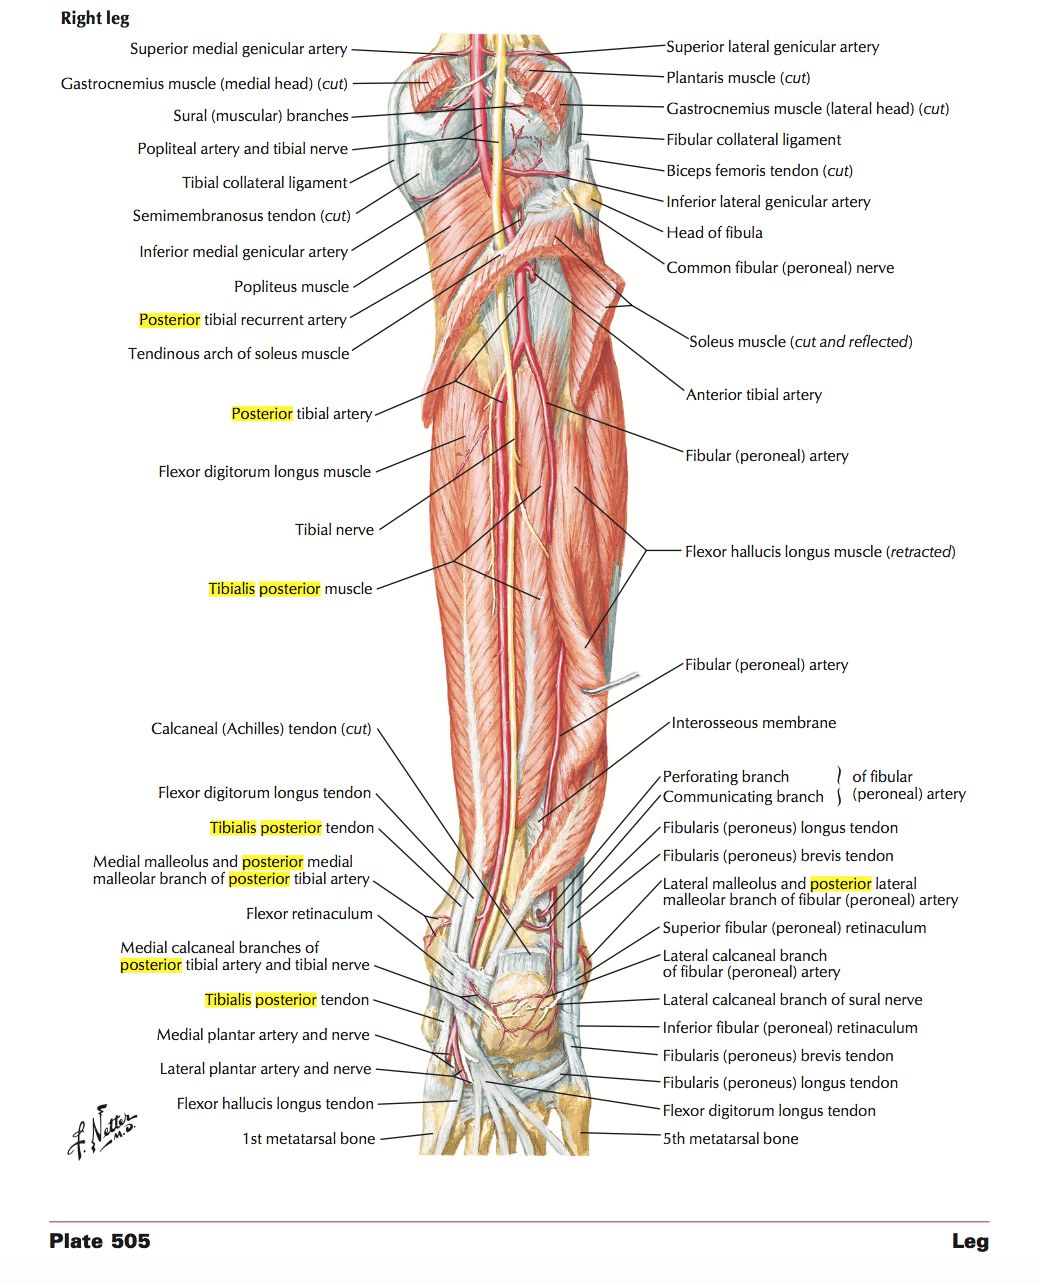 Right leg
Superior medial genicular artery
Gastrocnemius muscle (medial head) (cut)
Sural (muscular) branches
Popliteal artery and tibial nerve
Tibial collateral ligament
Semimembranosus tendon (cut)
Inferior medial genicular artery
Popliteus muscle
Posterior tibial recurrent artery
Tendinous arch of soleus muscle
Posterior tibial artery
Flexor digitorum longus muscle
Tibial nerve
Tibialis posterior muscle
Calcaneal (Achilles) tendon (cut)
Flexor digitorum longus tendon
Tibialis posterior tendon
Medial malleolus and posterior medial
malleolar branch of posterior tibial artery
Flexor retinaculum
Medial calcaneal branches of
posterior tibial artery and tibial nerve
Tibialis posterior tendon
Medial plantar artery and nerve
Lateral plantar artery and nerve
Flexor hallucis longus tendon
1st metatarsal bone
Superior lateral genicular artery
Plantaris muscle (cut)
Gastrocnemius muscle (lateral head) (cut)
Fibular collateral ligament
Biceps femoris tendon (cut)
Inferior lateral genicular artery
Head of fibula
Common fibular (peroneal) nerve
Soleus muscle (cut and reflected)
Anterior tibial artery
Fibular (peroneal) artery
Flexor hallucis longus muscle (retracted)
Fibular (peroneal) artery
Interosseous membrane
Perforating branch
Communicating branch
of fibular
(peroneal) artery
Fibularis (peroneus) longus tendon
Fibularis (peroneus) brevis tendon
Lateral malleolus and posterior lateral
malleolar branch of fibular (peroneal) artery
Superior fibular (peroneal) retinaculum
Lateral calcaneal branch
of fibular (peroneal) artery
Lateral calcaneal branch of sural nerve
Inferior fibular (peroneal) retinaculum
Fibularis (peroneus) brevis tendon
Fibularis (peroneus) longus tendon
Flexor digitorum longus tendon
5th metatarsal bone
F. Netter
M.D.
Plate 505
Leg